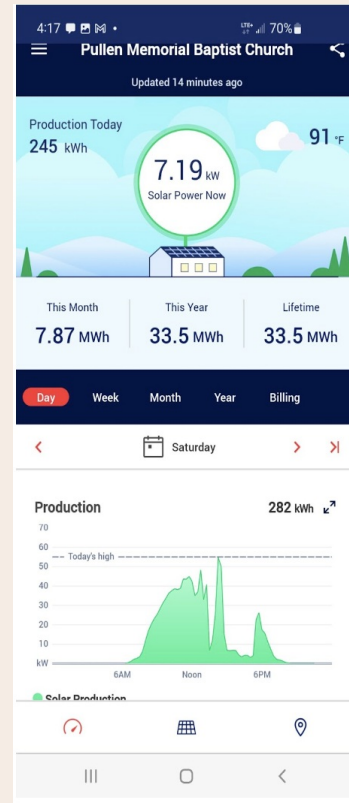 4:17 LTE+ 70%
Pullen Memorial Baptist Church
Updated 14 minutes ago
Production Today
245 kWh
91 °F
7.19 kW
Solar Power Now
This Month This Year Lifetime
7.87 MWh 33.5 MWh 33.5 MWh
Day Week Month Year Billing
Saturday
Production 282 kWh
70
60
Today's high
50
40
30
20
10
kW
6AM Noon 6PM
Solar Production